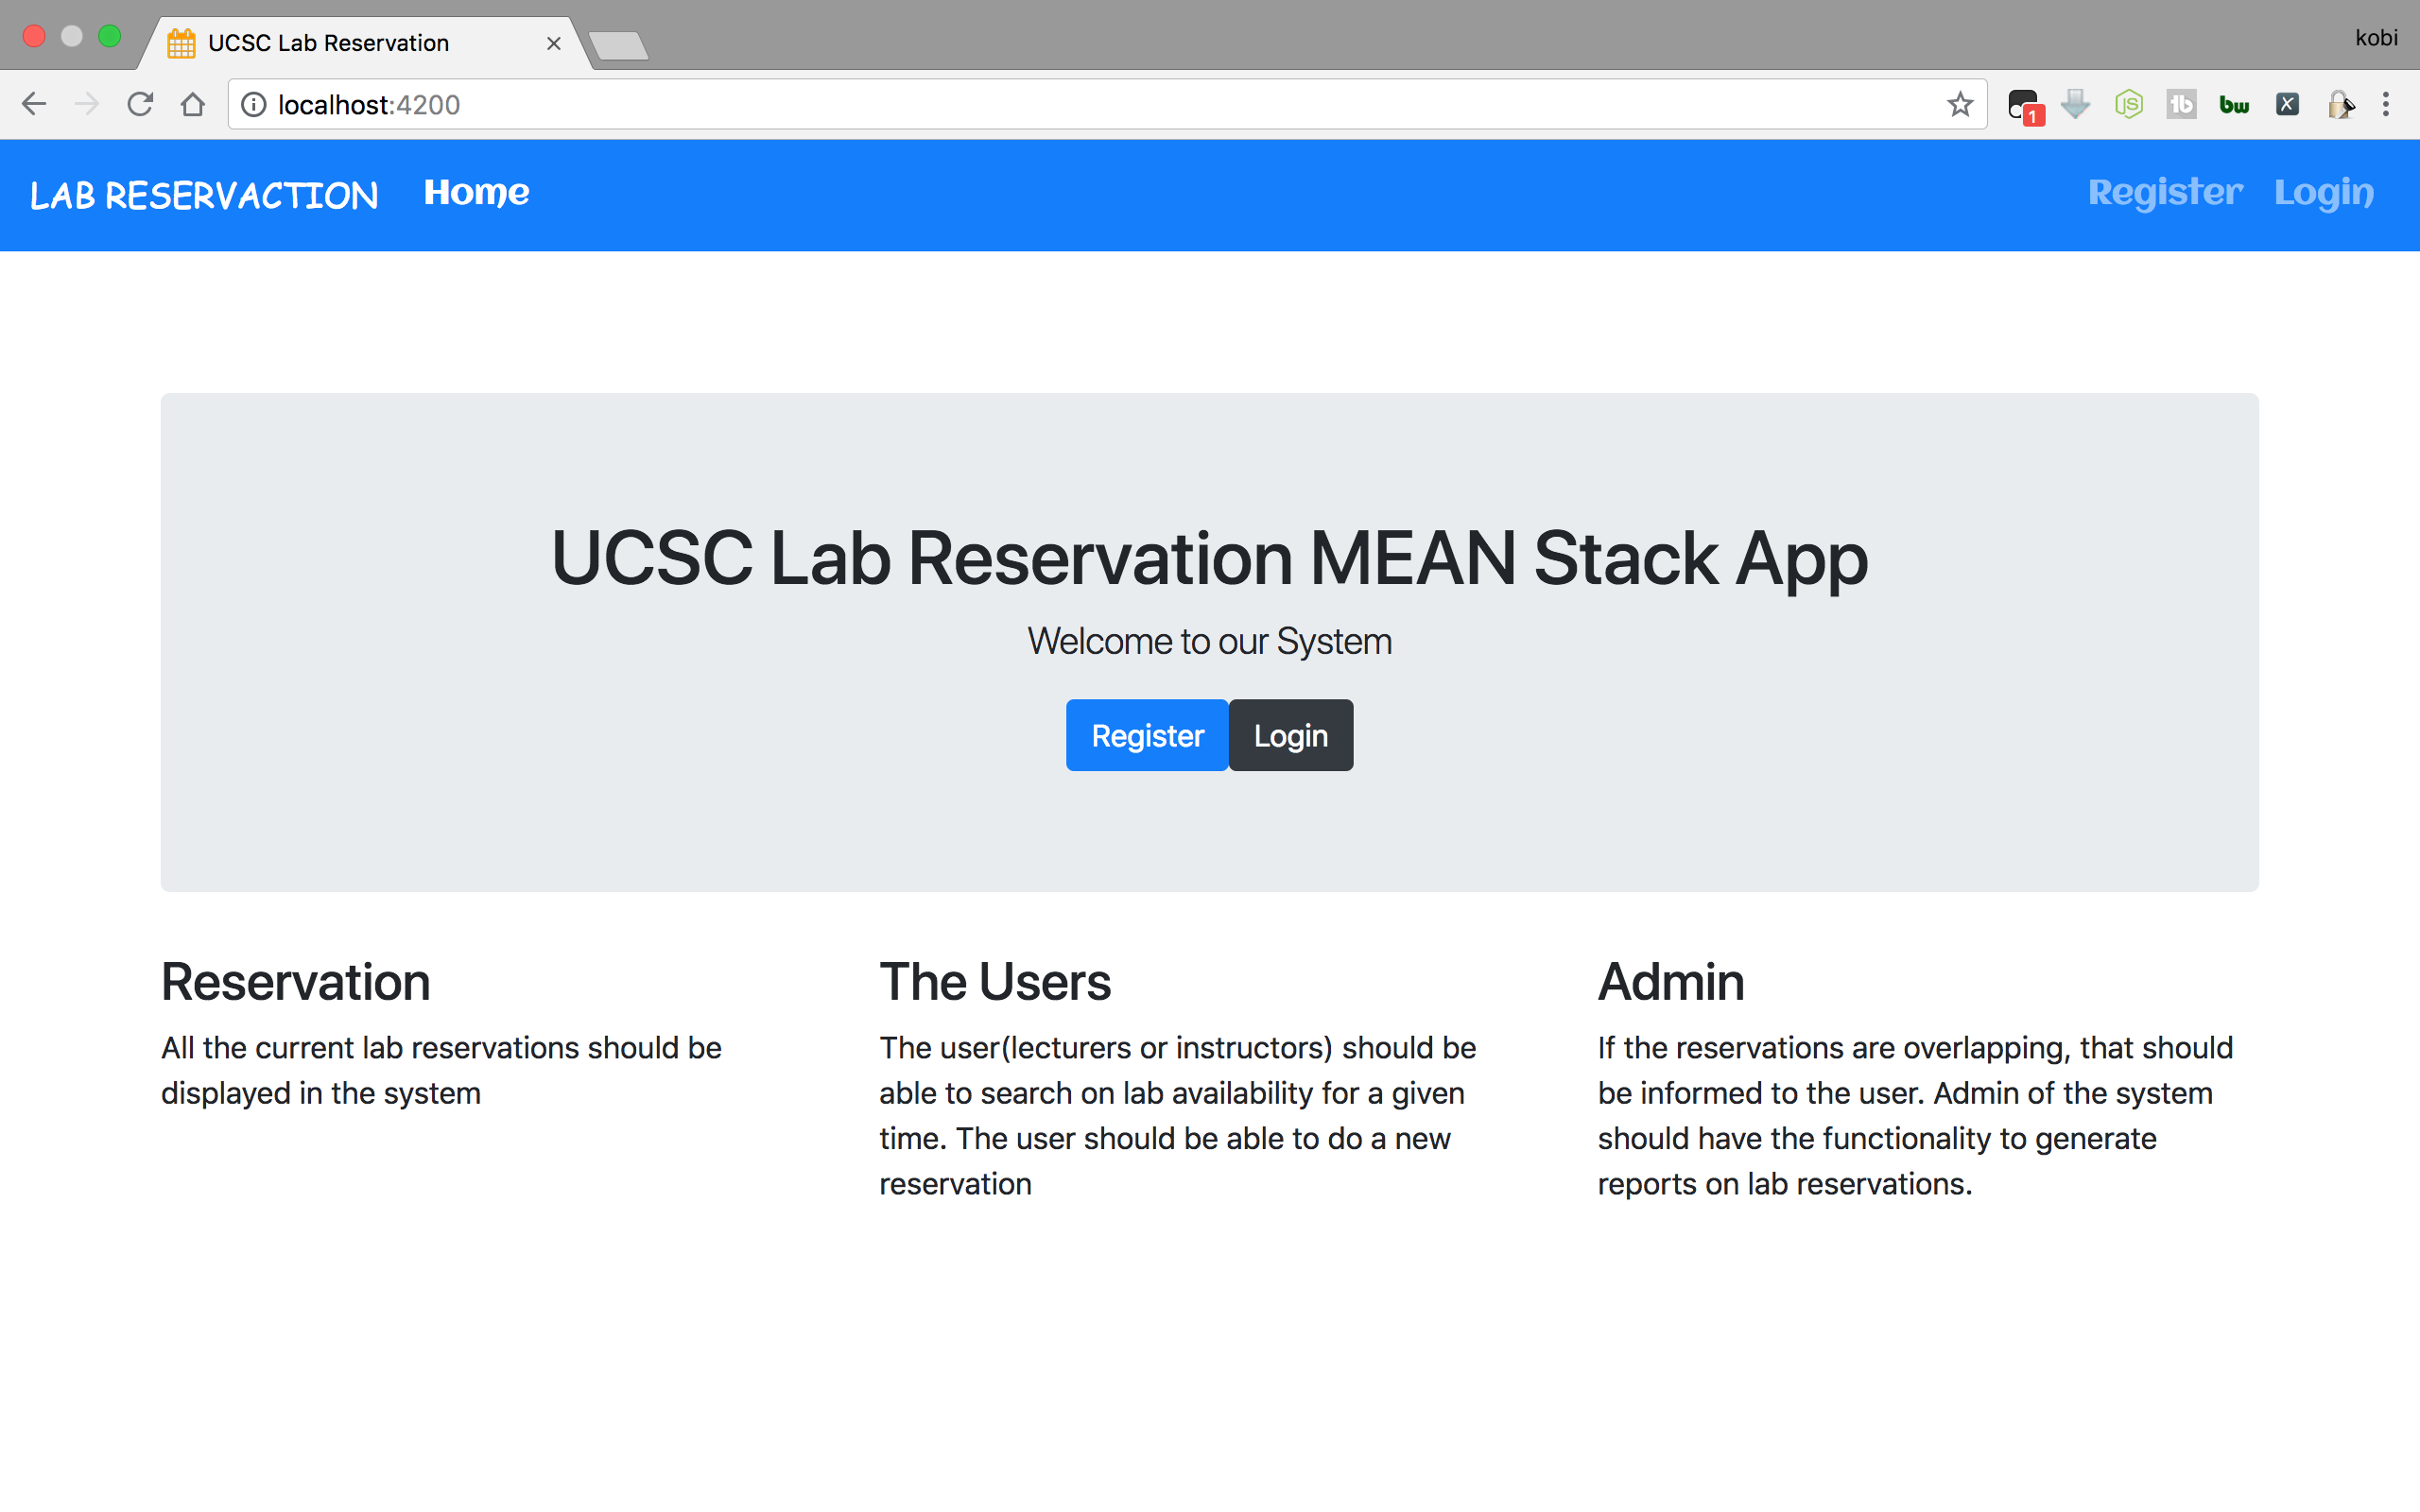 UCSC Lab Reservation
kobi
localhost:4200
1
JS
tb
bw
X
LAB RESERVACTION Home Register Login
UCSC Lab Reservation MEAN Stack App
Welcome to our System
Register Login
Reservation
All the current lab reservations should be
displayed in the system
The Users
The user(lecturers or instructors) should be
able to search on lab availability for a given
time. The user should be able to do a new
reservation
Admin
If the reservations are overlapping, that should
be informed to the user. Admin of the system
should have the functionality to generate
reports on lab reservations.